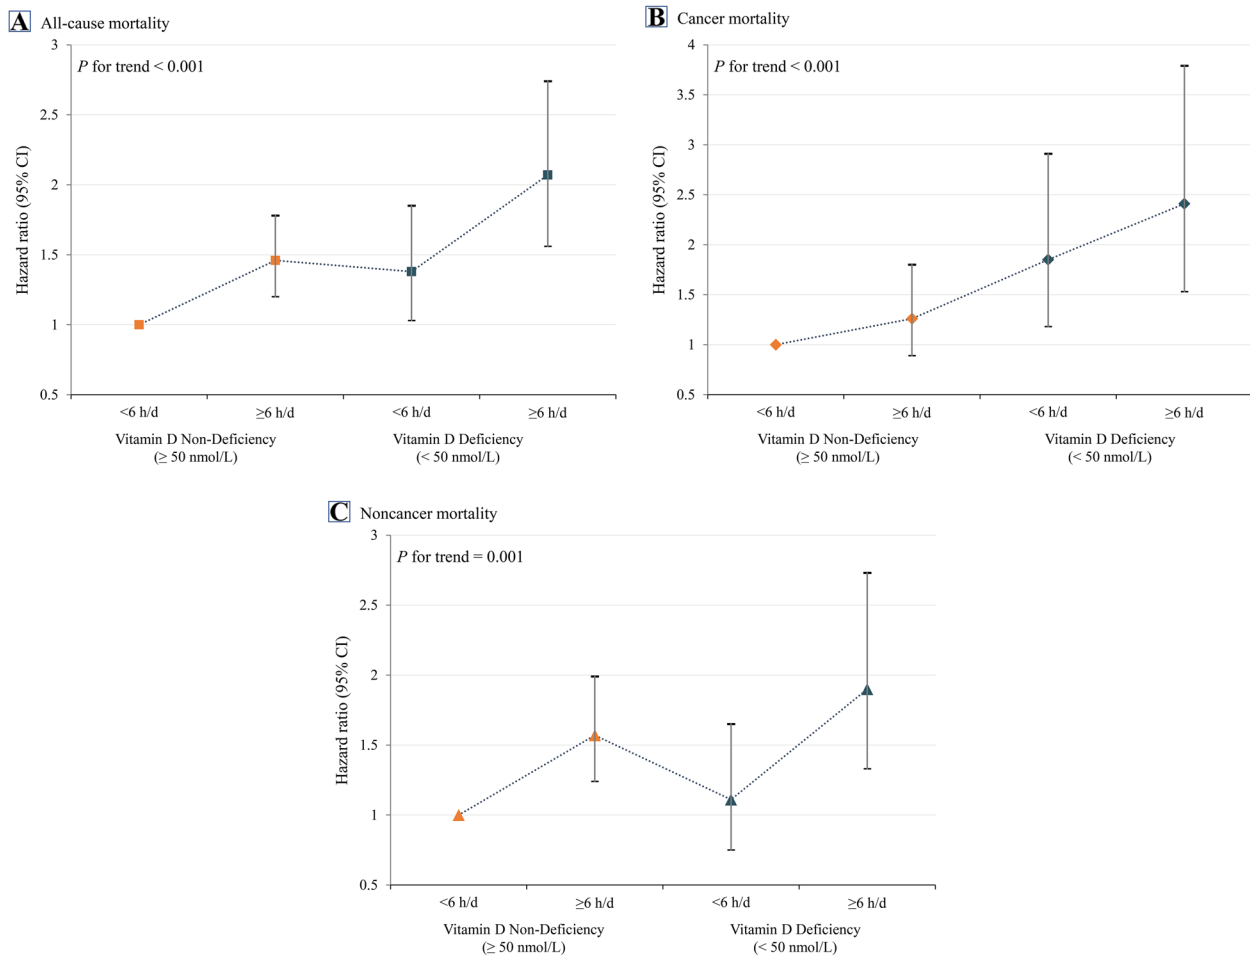 A All-cause mortality
P for trend < 0.001
Hazard ratio (95% CI)
3
2.5
2
1.5
1
0.5
<6 h/d ≥6 h/d <6 h/d ≥6 h/d
Vitamin D Non-Deficiency Vitamin D Deficiency
(≥ 50 nmol/L) (< 50 nmol/L)
B Cancer mortality
P for trend < 0.001
Hazard ratio (95% CI)
4
3.5
3
2.5
2
1.5
1
0.5
<6 h/d ≥6 h/d <6 h/d ≥6 h/d
Vitamin D Non-Deficiency Vitamin D Deficiency
(≥ 50 nmol/L) (< 50 nmol/L)
C Noncancer mortality
P for trend = 0.001
Hazard ratio (95% CI)
3
2.5
2
1.5
1
0.5
<6 h/d ≥6 h/d <6 h/d ≥6 h/d
Vitamin D Non-Deficiency Vitamin D Deficiency
(≥ 50 nmol/L) (< 50 nmol/L)